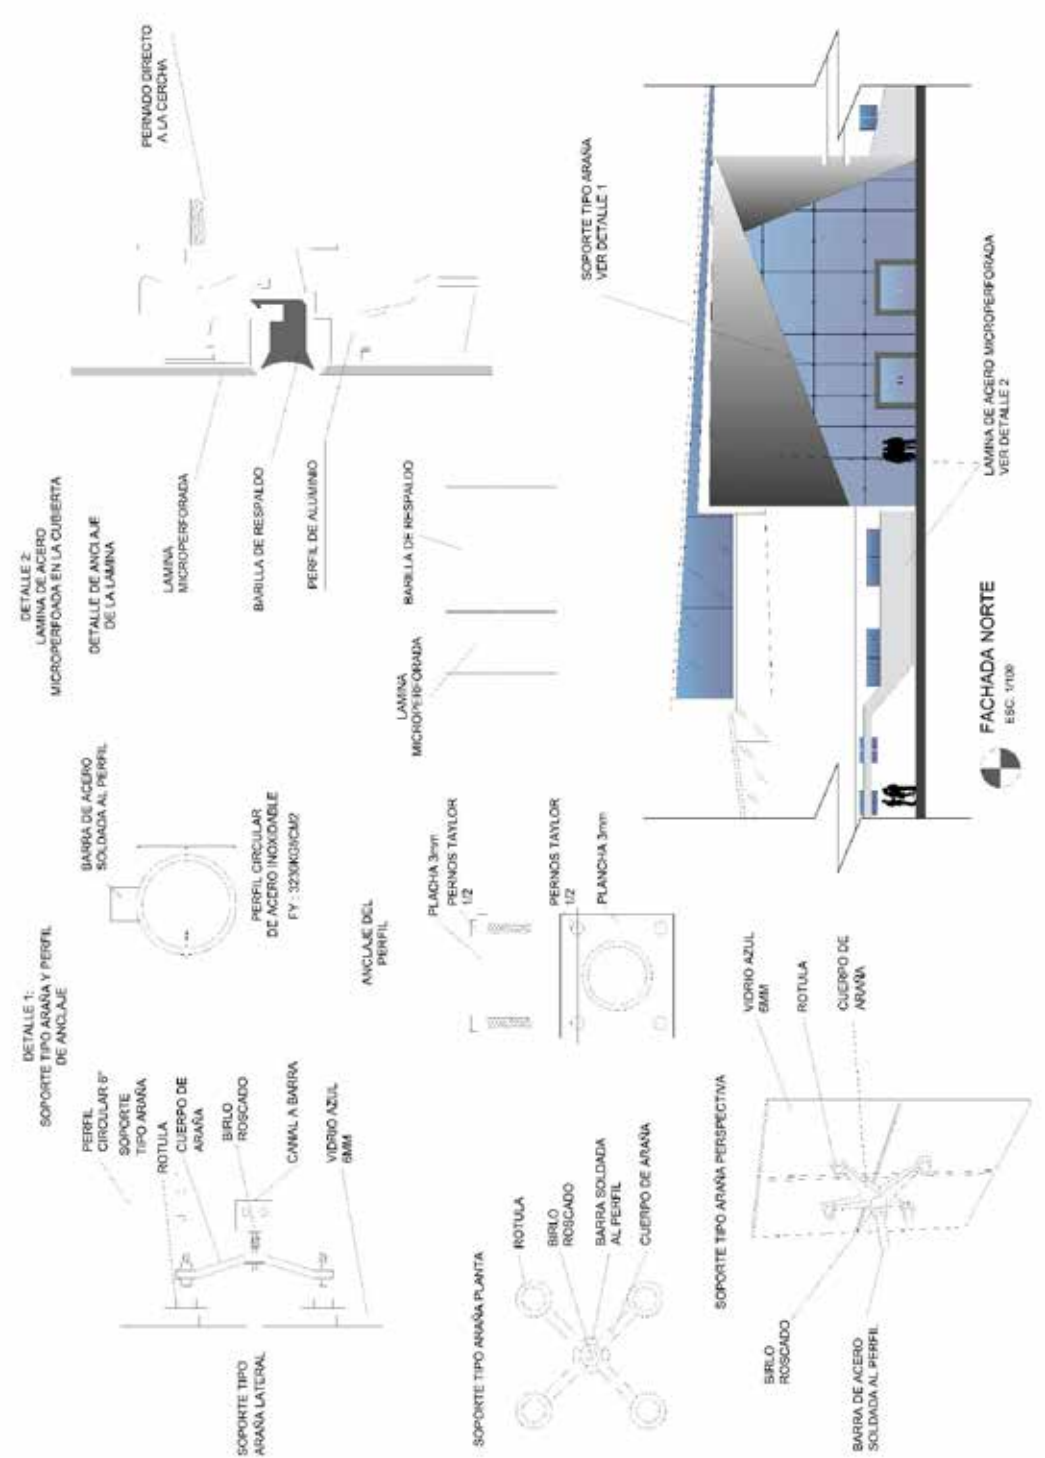 DETALLE 1:
SOPORTE TIPO ARAÑA Y PERFIL
DE ANCLAJE
PERFIL
CIRCULAR 6"
SOPORTE
TIPO ARAÑA
ROTULA
CUERPO DE
ARAÑA
BIRLO
ROSCADO
CANAL A BARRA
VIDRIO AZUL
6MM
SOPORTE TIPO
ARAÑA LATERAL
BARRA DE ACERO
SOLDADA AL PERFIL
PERFIL CIRCULAR
DE ACERO INOXIDABLE
FY : 3230KGSCM2
ANCLAJE DEL
PERFIL
PLACHA 3mm
PERNOS TAYLOR
1/2
PERNOS TAYLOR
1/2
PLANCHA 3mm
SOPORTE TIPO ARAÑA PLANTA
ROTULA
BIRLO
ROSCADO
BARRA SOLDADA
AL PERFIL
CUERPO DE ARAÑA
SOPORTE TIPO ARAÑA PERSPECTIVA
VIDRIO AZUL
6MM
ROTULA
CUERPO DE
ARAÑA
BIRLO
ROSCADO
BARRA DE ACERO
SOLDADA AL PERFIL
DETALLE 2:
LAMINA DE ACERO
MICROPERFOADA EN LA CUBIERTA
DETALLE DE ANCLAJE
DE LA LAMINA
PERNADO DIRECTO
A LA CERCHA
LAMINA
MICROPERFORADA
BARILLA DE RESPALDO
PERFIL DE ALUMINIO
LAMINA
MICROPERFORADA
BARILLA DE RESPALDO
SOPORTE TIPO ARAÑA
VER DETALLE 1
LAMINA DE ACERO MICROPERFORADA
VER DETALLE 2
FACHADA NORTE
ESC. 1/100